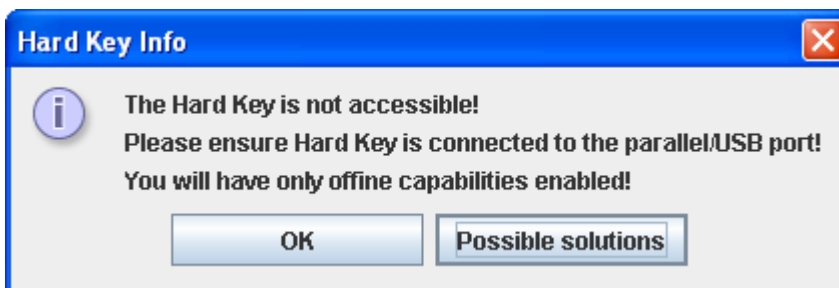 Hard Key Info
The Hard Key is not accessible!
Please ensure Hard Key is connected to the parallel/USB port!
You will have only offine capabilities enabled!
OK Possible solutions